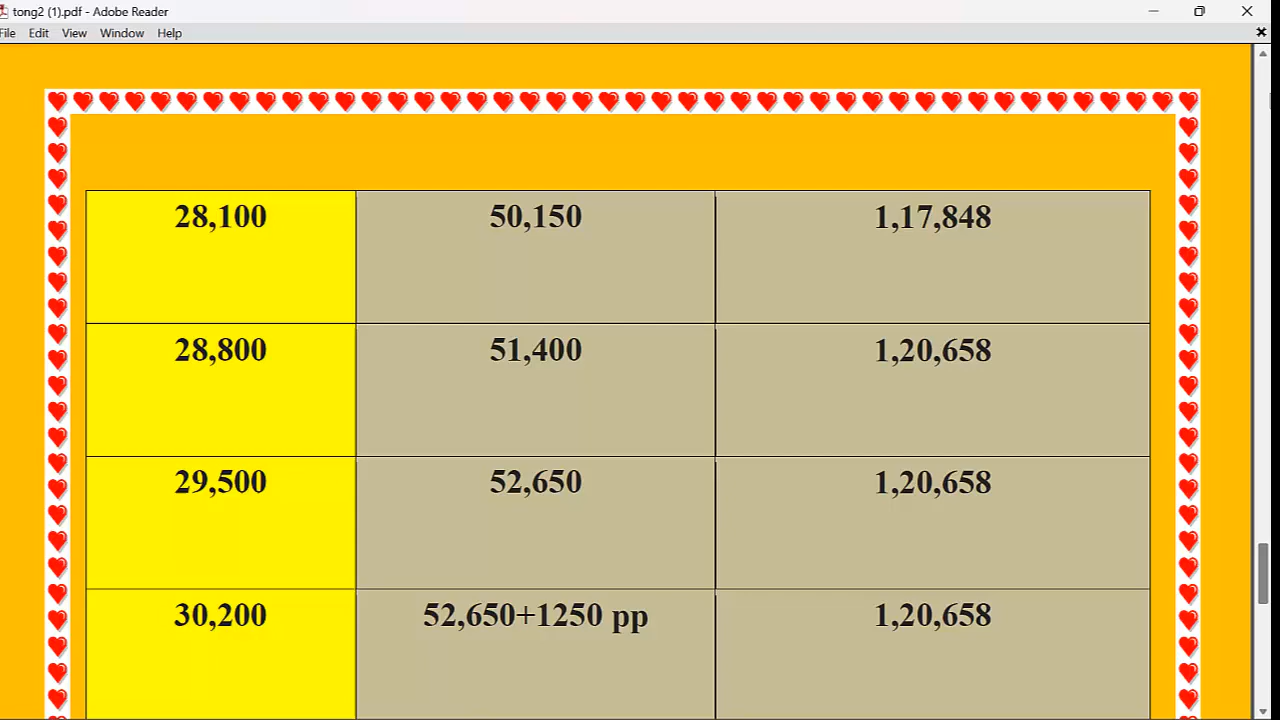 tong2 (1).pdf - Adobe Reader
File Edit View Window Help
28,100 50,150 1,17,848
28,800 51,400 1,20,658
29,500 52,650 1,20,658
30,200 52,650+1250 pp 1,20,658